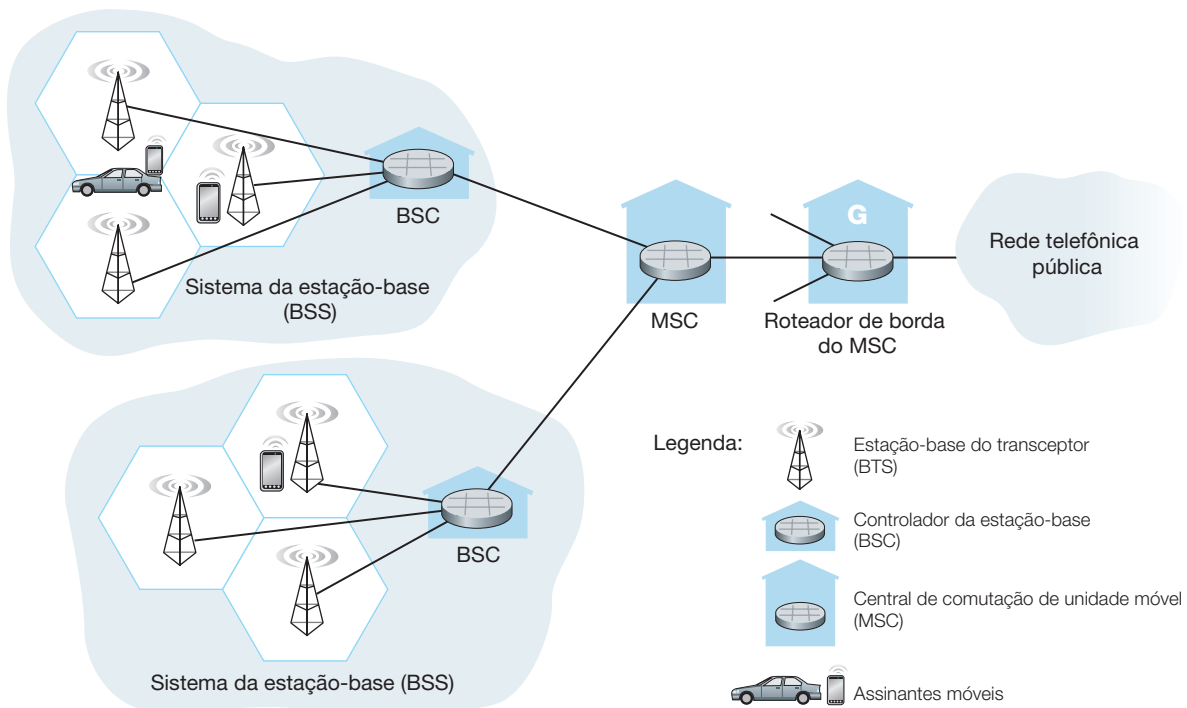 BSC
Sistema da estação-base
(BSS)
MSC
G
Roteador de borda
do MSC
Rede telefônica
pública
BSC
Sistema da estação-base (BSS)
Legenda:
Estação-base do transceptor
(BTS)
Controlador da estação-base
(BSC)
Central de comutação de unidade móvel
(MSC)
Assinantes móveis